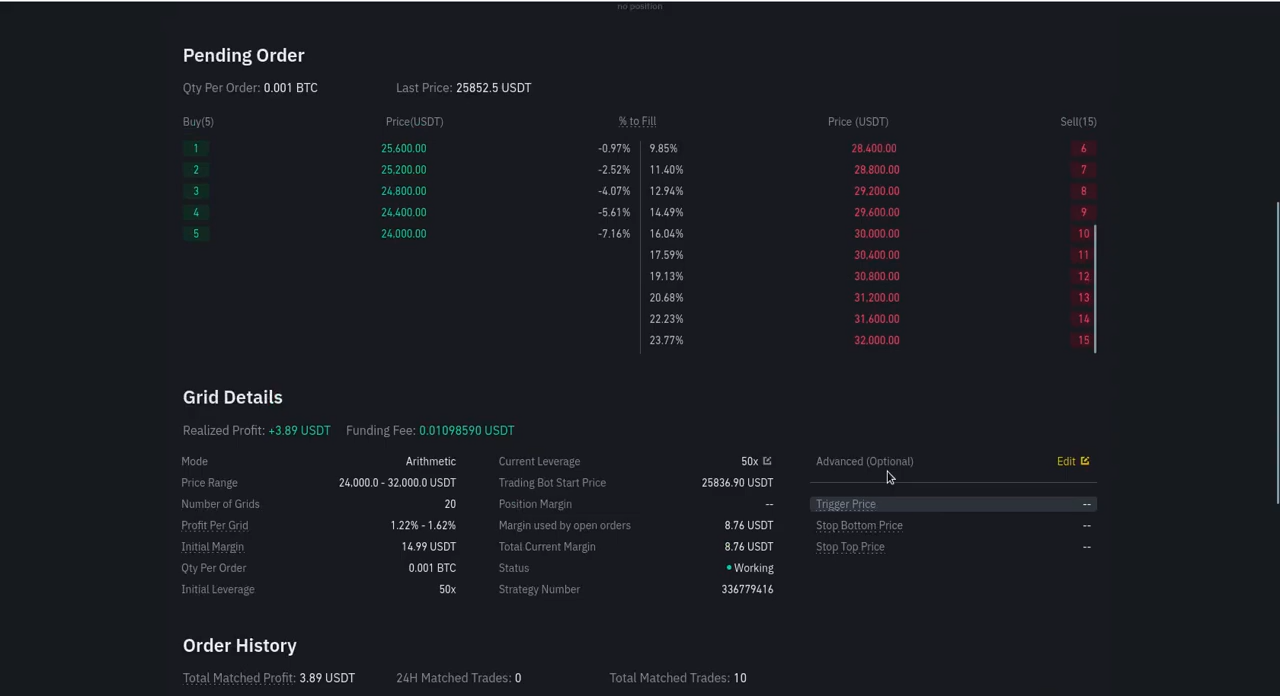 no position
Pending Order
Qty Per Order: 0.001 BTC Last Price: 25852.5 USDT
Buy(5) Price(USDT) % to Fill Price (USDT) Sell(15)
1 25,600.00 -0.97% 9.85% 28,400.00 6
2 25,200.00 -2.52% 11.40% 28,800.00 7
3 24,800.00 -4.07% 12.94% 29,200.00 8
4 24,400.00 -5.61% 14.49% 29,600.00 9
5 24,000.00 -7.16% 16.04% 30,000.00 10
17.59% 30,400.00 11
19.13% 30,800.00 12
20.68% 31,200.00 13
22.23% 31,600.00 14
23.77% 32,000.00 15
Grid Details
Realized Profit: +3.89 USDT Funding Fee: 0.01098590 USDT
Mode Arithmetic Current Leverage 50x Advanced (Optional) Edit
Price Range 24,000.0 - 32,000.0 USDT Trading Bot Start Price 25836.90 USDT
Number of Grids 20 Position Margin -- Trigger Price --
Profit Per Grid 1.22% - 1.62% Margin used by open orders 8.76 USDT Stop Bottom Price --
Initial Margin 14.99 USDT Total Current Margin 8.76 USDT Stop Top Price --
Qty Per Order 0.001 BTC Status Working
Initial Leverage 50x Strategy Number 336779416
Order History
Total Matched Profit: 3.89 USDT 24H Matched Trades: 0 Total Matched Trades: 10